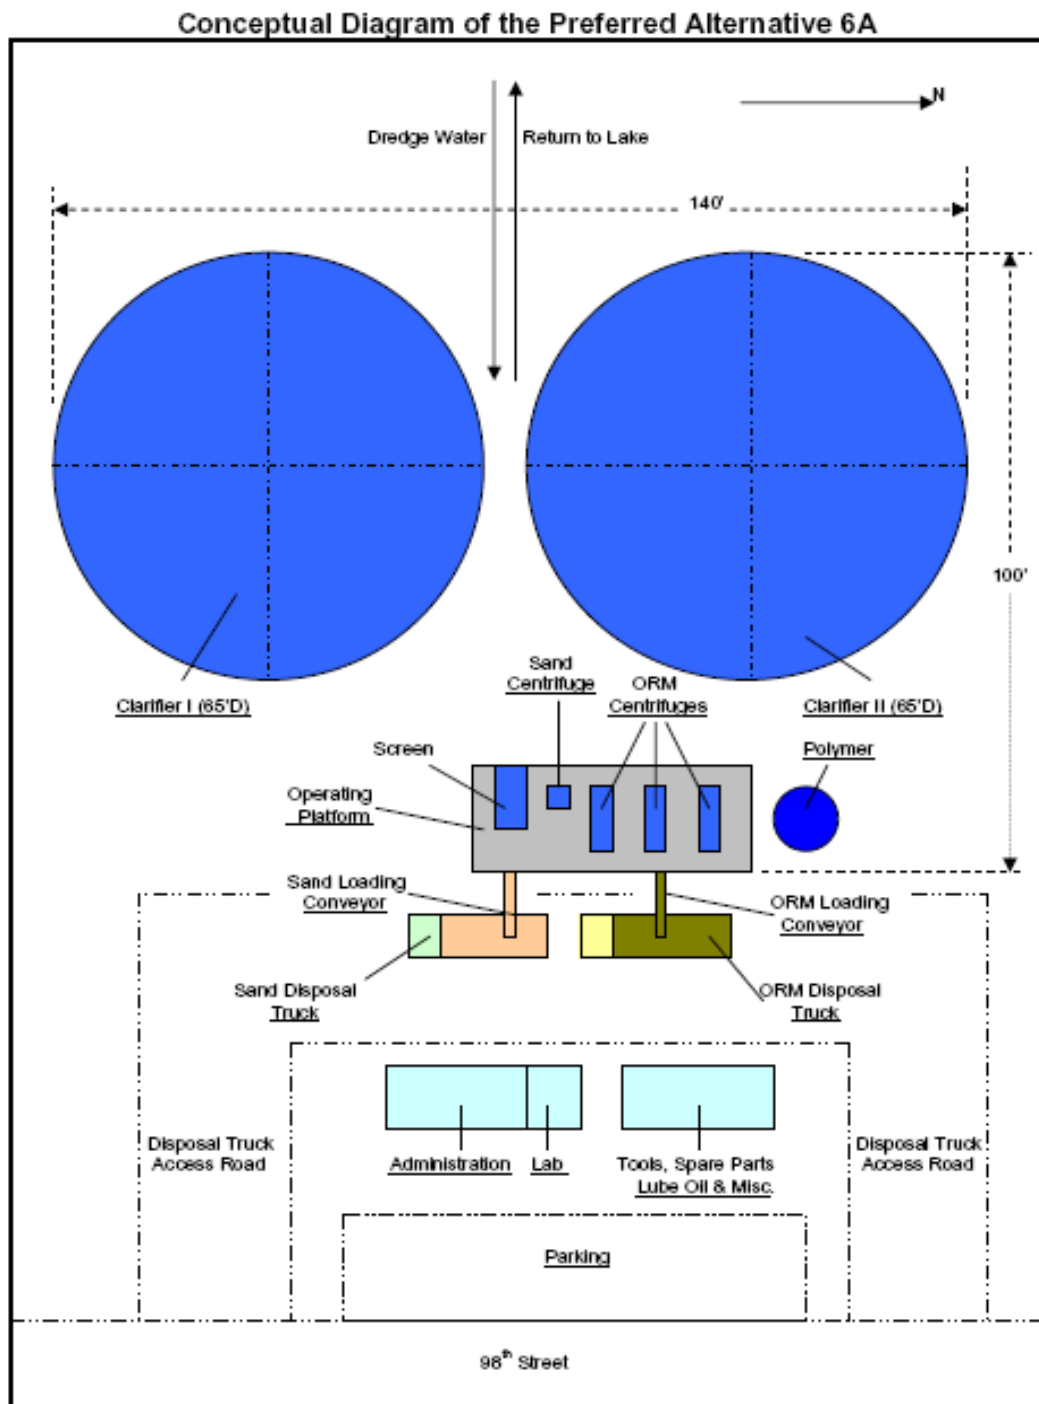 Conceptual Diagram of the Preferred Alternative 6A
N
Dredge Water
Return to Lake
140'
100'
Sand
Centrifuge
ORM
Centrifuges
Clarifier I (65'D)
Clarifier II (65'D)
Screen
Polymer
Operating
Platform
Sand Loading
Conveyor
ORM Loading
Conveyor
Sand Disposal
Truck
ORM Disposal
Truck
Disposal Truck
Access Road
Administration
Lab
Tools, Spare Parts
Lube Oil & Misc.
Disposal Truck
Access Road
Parking
98th Street